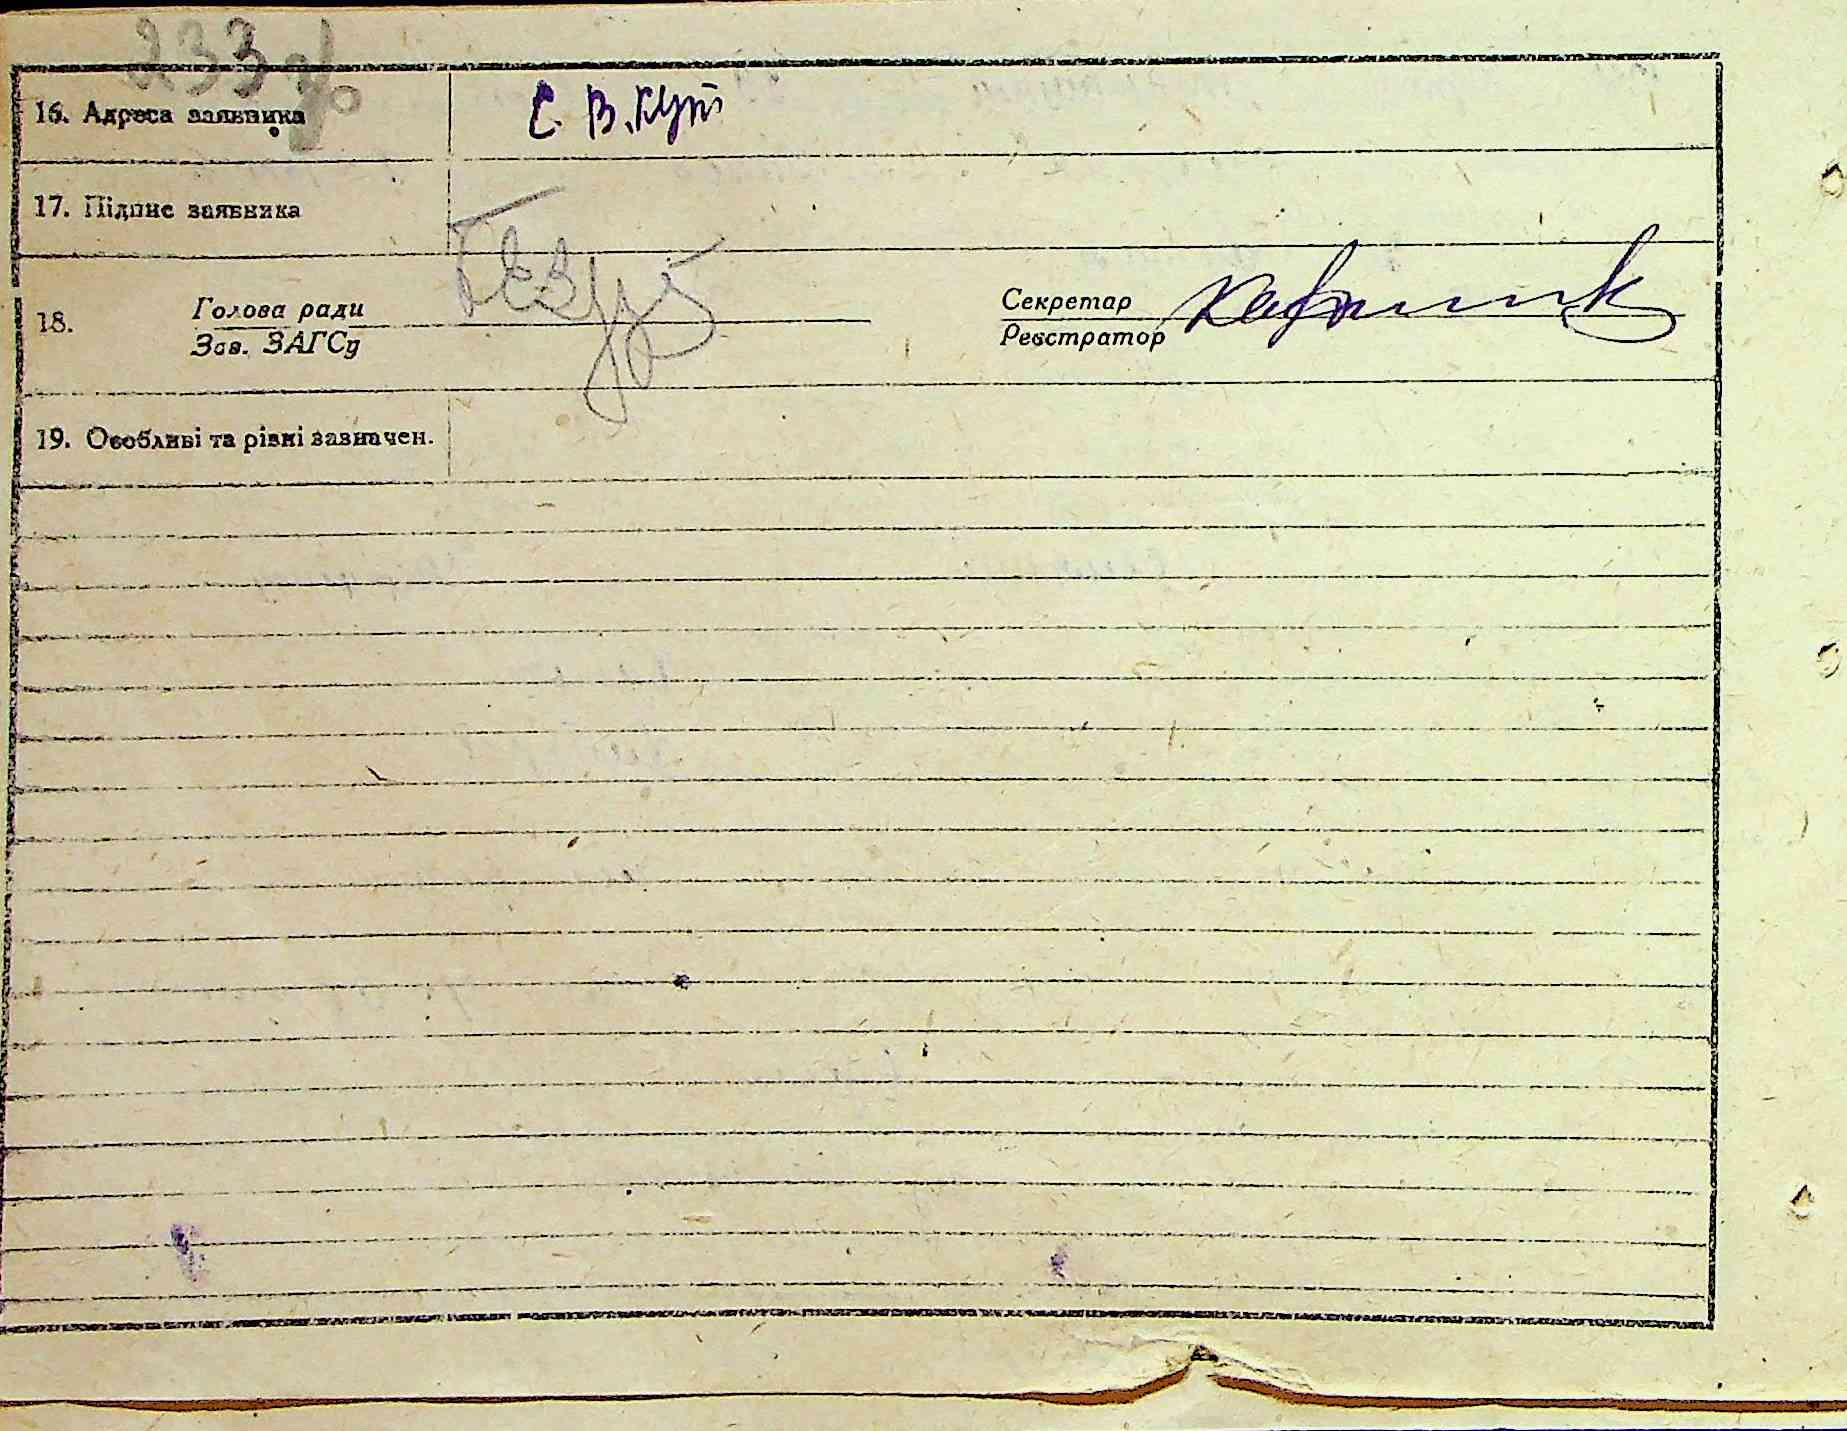 233
16. Адреса заявника С. В. Кут
17. Підпис заявника
18. Голова ради Секретар
Зав. ЗАГСу Реєстратор
19. Особливі та різні зазначен.